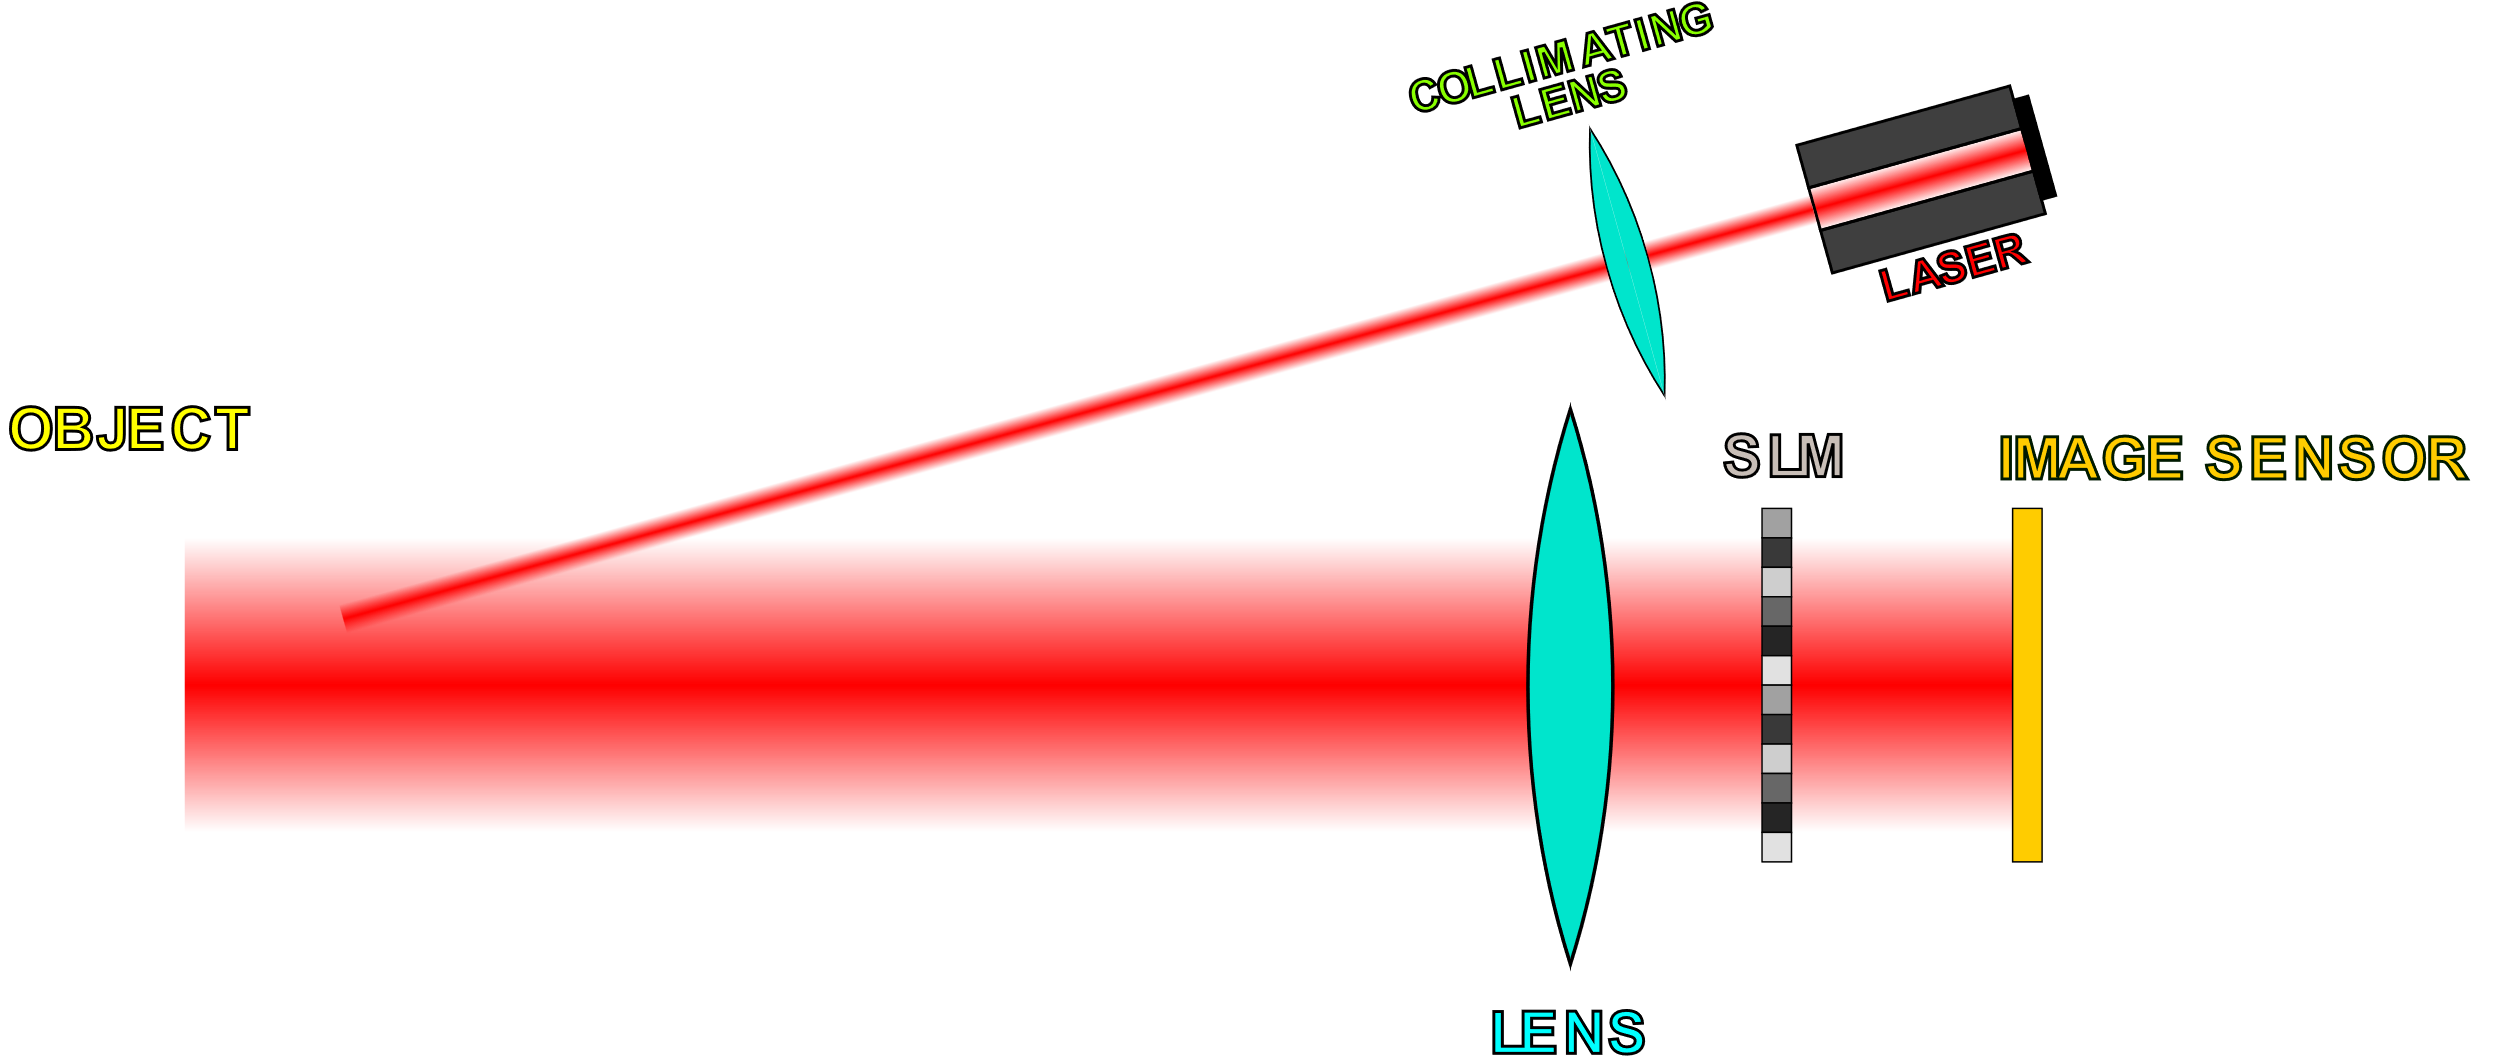 COLLIMATING
LENS
LASER
OBJECT
SLM
IMAGE SENSOR
LENS